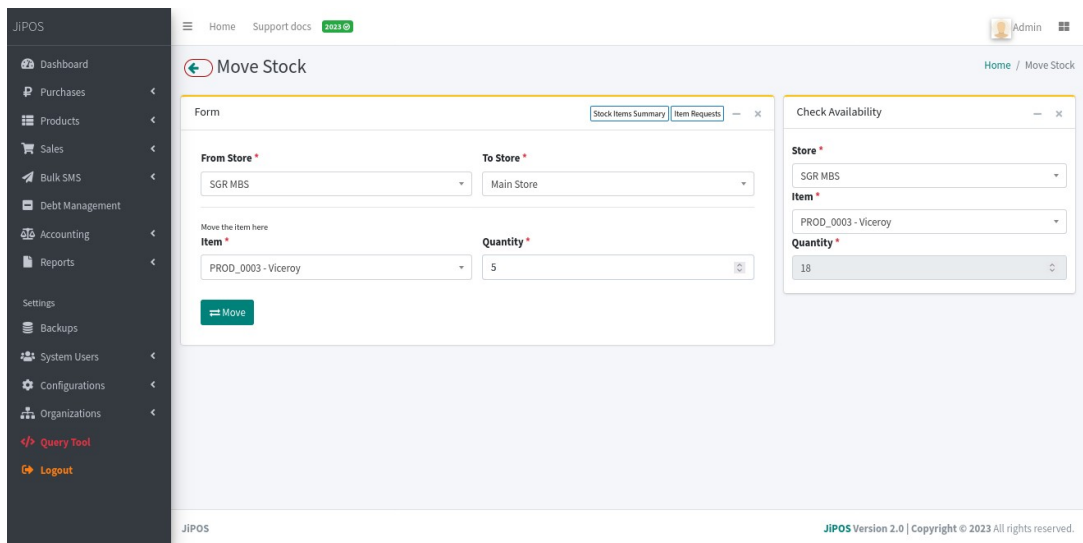 JiPOS
Home Support docs 2023
Admin
Dashboard
Purchases
Products
Sales
Bulk SMS
Debt Management
Accounting
Reports
Settings
Backups
System Users
Configurations
Organizations
</> Query Tool
Logout
Move Stock
Home / Move Stock
Form
Stock Items Summary Item Requests
From Store *
To Store *
SGR MBS
Main Store
Move the item here
Item *
Quantity *
PROD_0003 - Viceroy
5
Move
Check Availability
Store *
SGR MBS
Item *
PROD_0003 - Viceroy
Quantity *
18
JiPOS
JiPOS Version 2.0 | Copyright © 2023 All rights reserved.